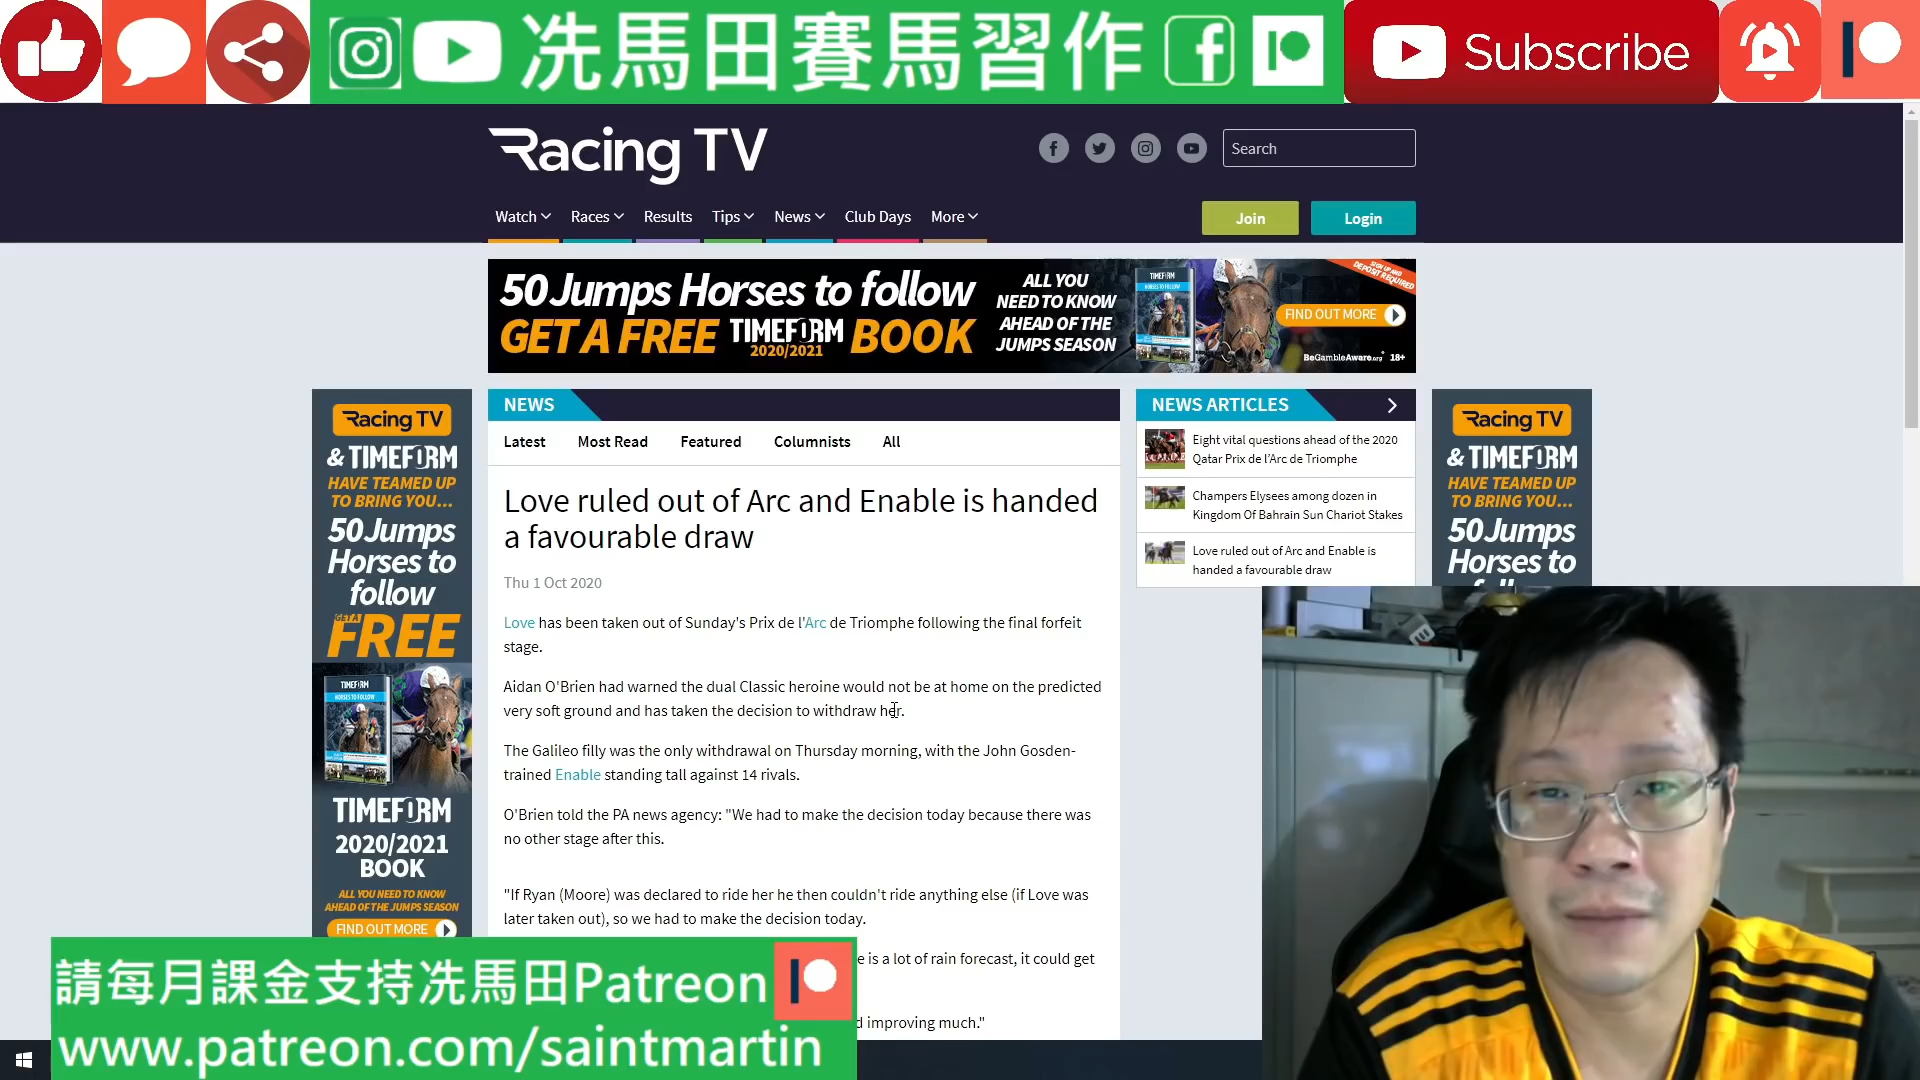 冼馬田賽馬習作
Subscribe
Racing TV
Search
Watch Races Results Tips News Club Days More
Join
Login
50 Jumps Horses to follow
GET A FREE TIMEFORM 2020/2021 BOOK
ALL YOU
NEED TO KNOW
AHEAD OF THE
JUMPS SEASON
TIMEFORM
HORSES TO FOLLOW
SIGN UP AND
DEPOSIT REQUIRED
FIND OUT MORE
BeGambleAware.org 18+
Racing TV
& TIMEFORM
HAVE TEAMED UP
TO BRING YOU...
50 Jumps
Horses to
follow
GET A
FREE
TIMEFORM
HORSES TO FOLLOW
TIMEFORM
2020/2021
BOOK
ALL YOU NEED TO KNOW
AHEAD OF THE JUMPS SEASON
FIND OUT MORE
NEWS
Latest Most Read Featured Columnists All
Love ruled out of Arc and Enable is handed
a favourable draw
Thu 1 Oct 2020
Love has been taken out of Sunday's Prix de l'Arc de Triomphe following the final forfeit
stage.
Aidan O'Brien had warned the dual Classic heroine would not be at home on the predicted
very soft ground and has taken the decision to withdraw her.
The Galileo filly was the only withdrawal on Thursday morning, with the John Gosden-
trained Enable standing tall against 14 rivals.
O'Brien told the PA news agency: "We had to make the decision today because there was
no other stage after this.
"If Ryan (Moore) was declared to ride her he then couldn't ride anything else (if Love was
later taken out), so we had to make the decision today.
e is a lot of rain forecast, it could get
d improving much."
NEWS ARTICLES
Eight vital questions ahead of the 2020
Qatar Prix de l'Arc de Triomphe
Champers Elysees among dozen in
Kingdom Of Bahrain Sun Chariot Stakes
Love ruled out of Arc and Enable is
handed a favourable draw
Racing TV
& TIMEFORM
HAVE TEAMED UP
TO BRING YOU...
50 Jumps
Horses to
follow
請每月課金支持冼馬田Patreon
www.patreon.com/saintmartin